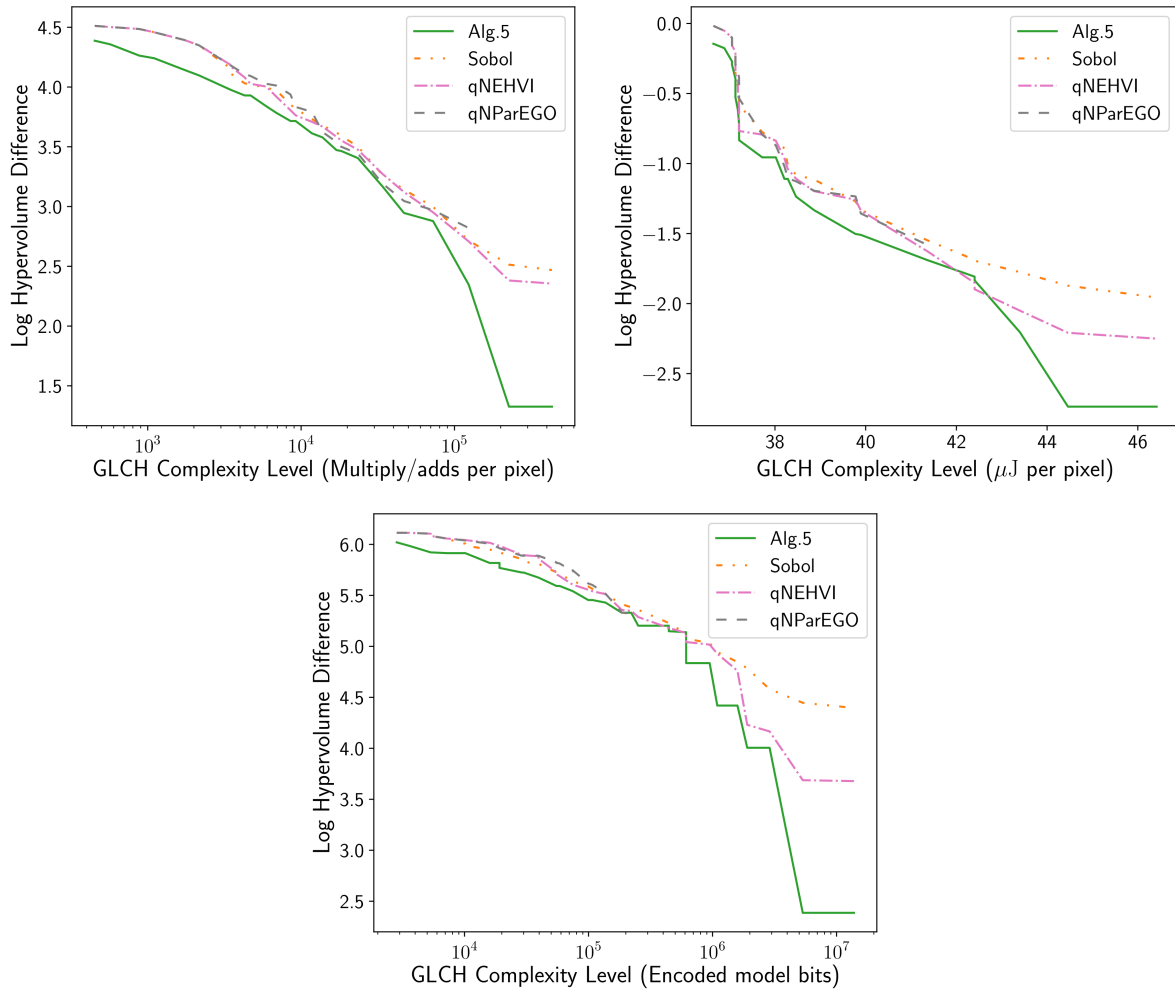 Log Hypervolume Difference
4.5
4.0
3.5
3.0
2.5
2.0
1.5
10^3
10^4
10^5
GLCH Complexity Level (Multiply/adds per pixel)
Alg.5
Sobol
qNEHVI
qNParEGO
Log Hypervolume Difference
0.0
−0.5
−1.0
−1.5
−2.0
−2.5
38
40
42
44
46
GLCH Complexity Level (μJ per pixel)
Alg.5
Sobol
qNEHVI
qNParEGO
Log Hypervolume Difference
6.0
5.5
5.0
4.5
4.0
3.5
3.0
2.5
10^4
10^5
10^6
10^7
GLCH Complexity Level (Encoded model bits)
Alg.5
Sobol
qNEHVI
qNParEGO